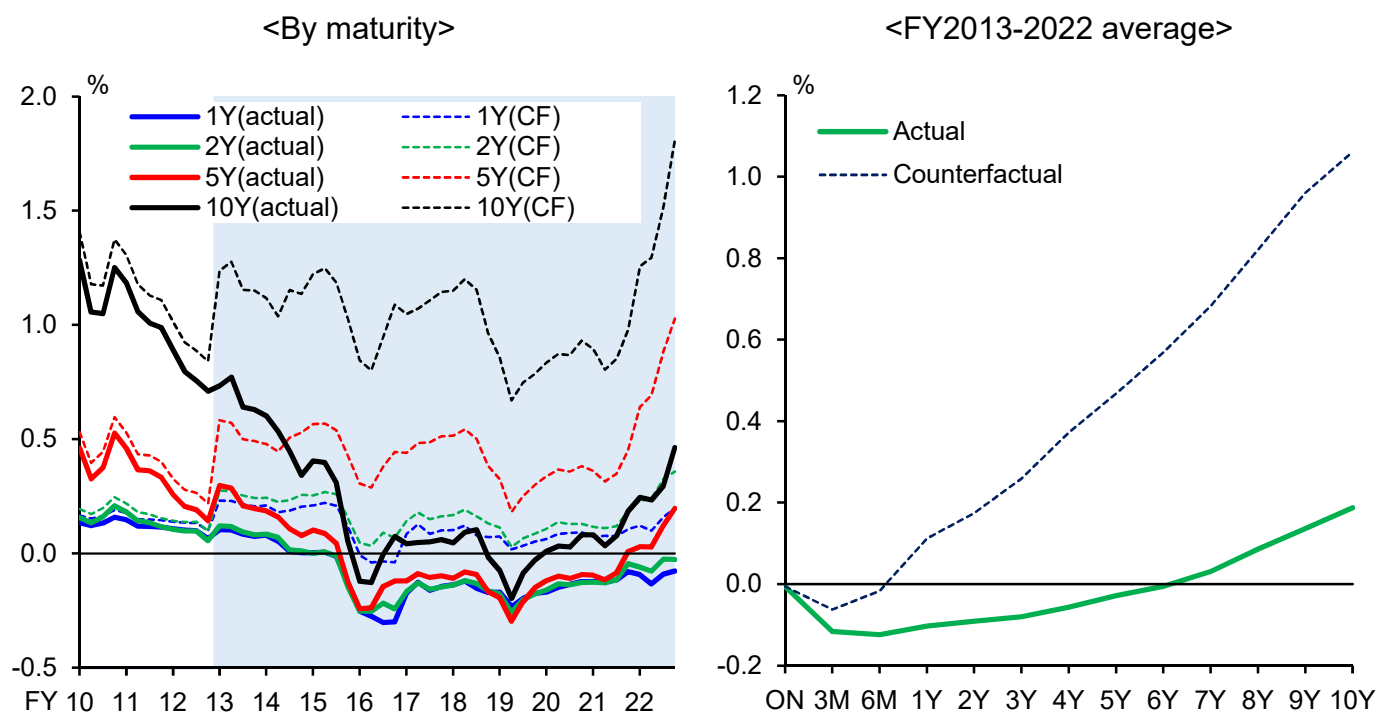 <By maturity>
%
2.0
1.5
1.0
0.5
0.0
-0.5
1Y(actual) 1Y(CF)
2Y(actual) 2Y(CF)
5Y(actual) 5Y(CF)
10Y(actual) 10Y(CF)
FY 10 11 12 13 14 15 16 17 18 19 20 21 22
<FY2013-2022 average>
%
1.2
1.0
0.8
0.6
0.4
0.2
0.0
-0.2
Actual
Counterfactual
ON 3M 6M 1Y 2Y 3Y 4Y 5Y 6Y 7Y 8Y 9Y 10Y